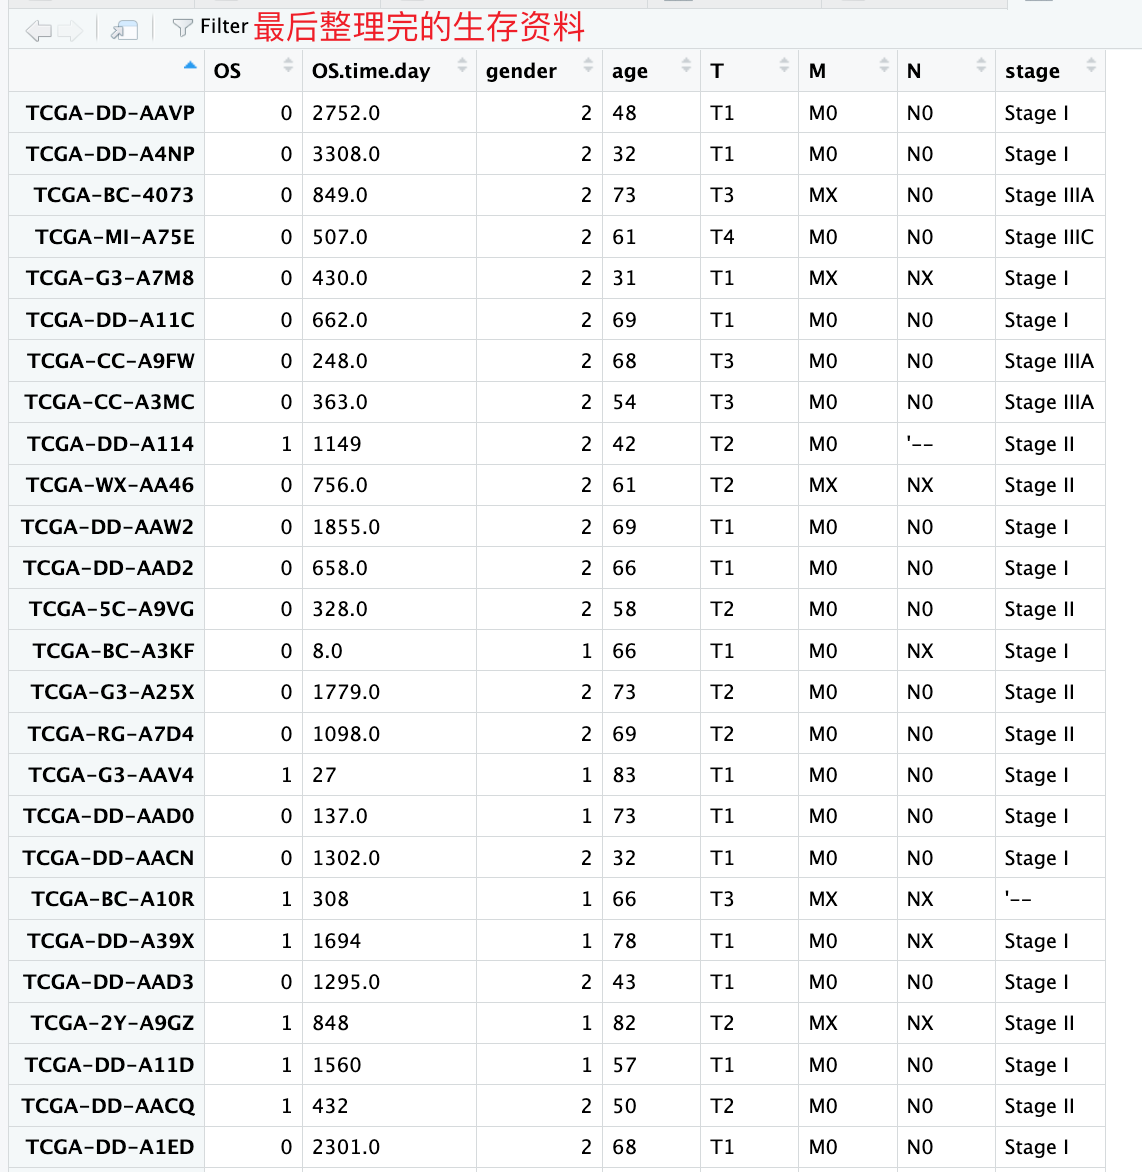 Filter 最后整理完的生存资料
OS OS.time.day gender age T M N stage
TCGA-DD-AAVP 0 2752.0 2 48 T1 M0 N0 Stage I
TCGA-DD-A4NP 0 3308.0 2 32 T1 M0 N0 Stage I
TCGA-BC-4073 0 849.0 2 73 T3 MX N0 Stage IIIA
TCGA-MI-A75E 0 507.0 2 61 T4 M0 N0 Stage IIIC
TCGA-G3-A7M8 0 430.0 2 31 T1 MX NX Stage I
TCGA-DD-A11C 0 662.0 2 69 T1 M0 N0 Stage I
TCGA-CC-A9FW 0 248.0 2 68 T3 M0 N0 Stage IIIA
TCGA-CC-A3MC 0 363.0 2 54 T3 M0 N0 Stage IIIA
TCGA-DD-A114 1 1149 2 42 T2 M0 '-- Stage II
TCGA-WX-AA46 0 756.0 2 61 T2 MX NX Stage II
TCGA-DD-AAW2 0 1855.0 2 69 T1 M0 N0 Stage I
TCGA-DD-AAD2 0 658.0 2 66 T1 M0 N0 Stage I
TCGA-5C-A9VG 0 328.0 2 58 T2 M0 N0 Stage II
TCGA-BC-A3KF 0 8.0 1 66 T1 M0 NX Stage I
TCGA-G3-A25X 0 1779.0 2 73 T2 M0 N0 Stage II
TCGA-RG-A7D4 0 1098.0 2 69 T2 M0 N0 Stage II
TCGA-G3-AAV4 1 27 1 83 T1 M0 N0 Stage I
TCGA-DD-AAD0 0 137.0 1 73 T1 M0 N0 Stage I
TCGA-DD-AACN 0 1302.0 2 32 T1 M0 N0 Stage I
TCGA-BC-A10R 1 308 1 66 T3 MX NX '--
TCGA-DD-A39X 1 1694 1 78 T1 M0 NX Stage I
TCGA-DD-AAD3 0 1295.0 2 43 T1 M0 N0 Stage I
TCGA-2Y-A9GZ 1 848 1 82 T2 MX NX Stage II
TCGA-DD-A11D 1 1560 1 57 T1 M0 N0 Stage I
TCGA-DD-AACQ 1 432 2 50 T2 M0 N0 Stage II
TCGA-DD-A1ED 0 2301.0 2 68 T1 M0 N0 Stage I